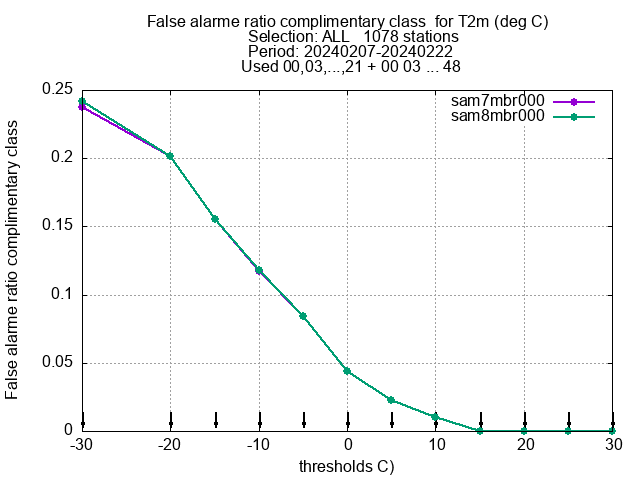 False alarme ratio complimentary class  for T2m (deg C)
Selection: ALL   1078 stations
Period: 20240207-20240222
Used 00,03,...,21 + 00 03 ... 48
sam7mbr000
sam8mbr000
False alarme ratio complimentary class
0.25
0.2
0.15
0.1
0.05
0
-30 -20 -10 0 10 20 30
thresholds C)